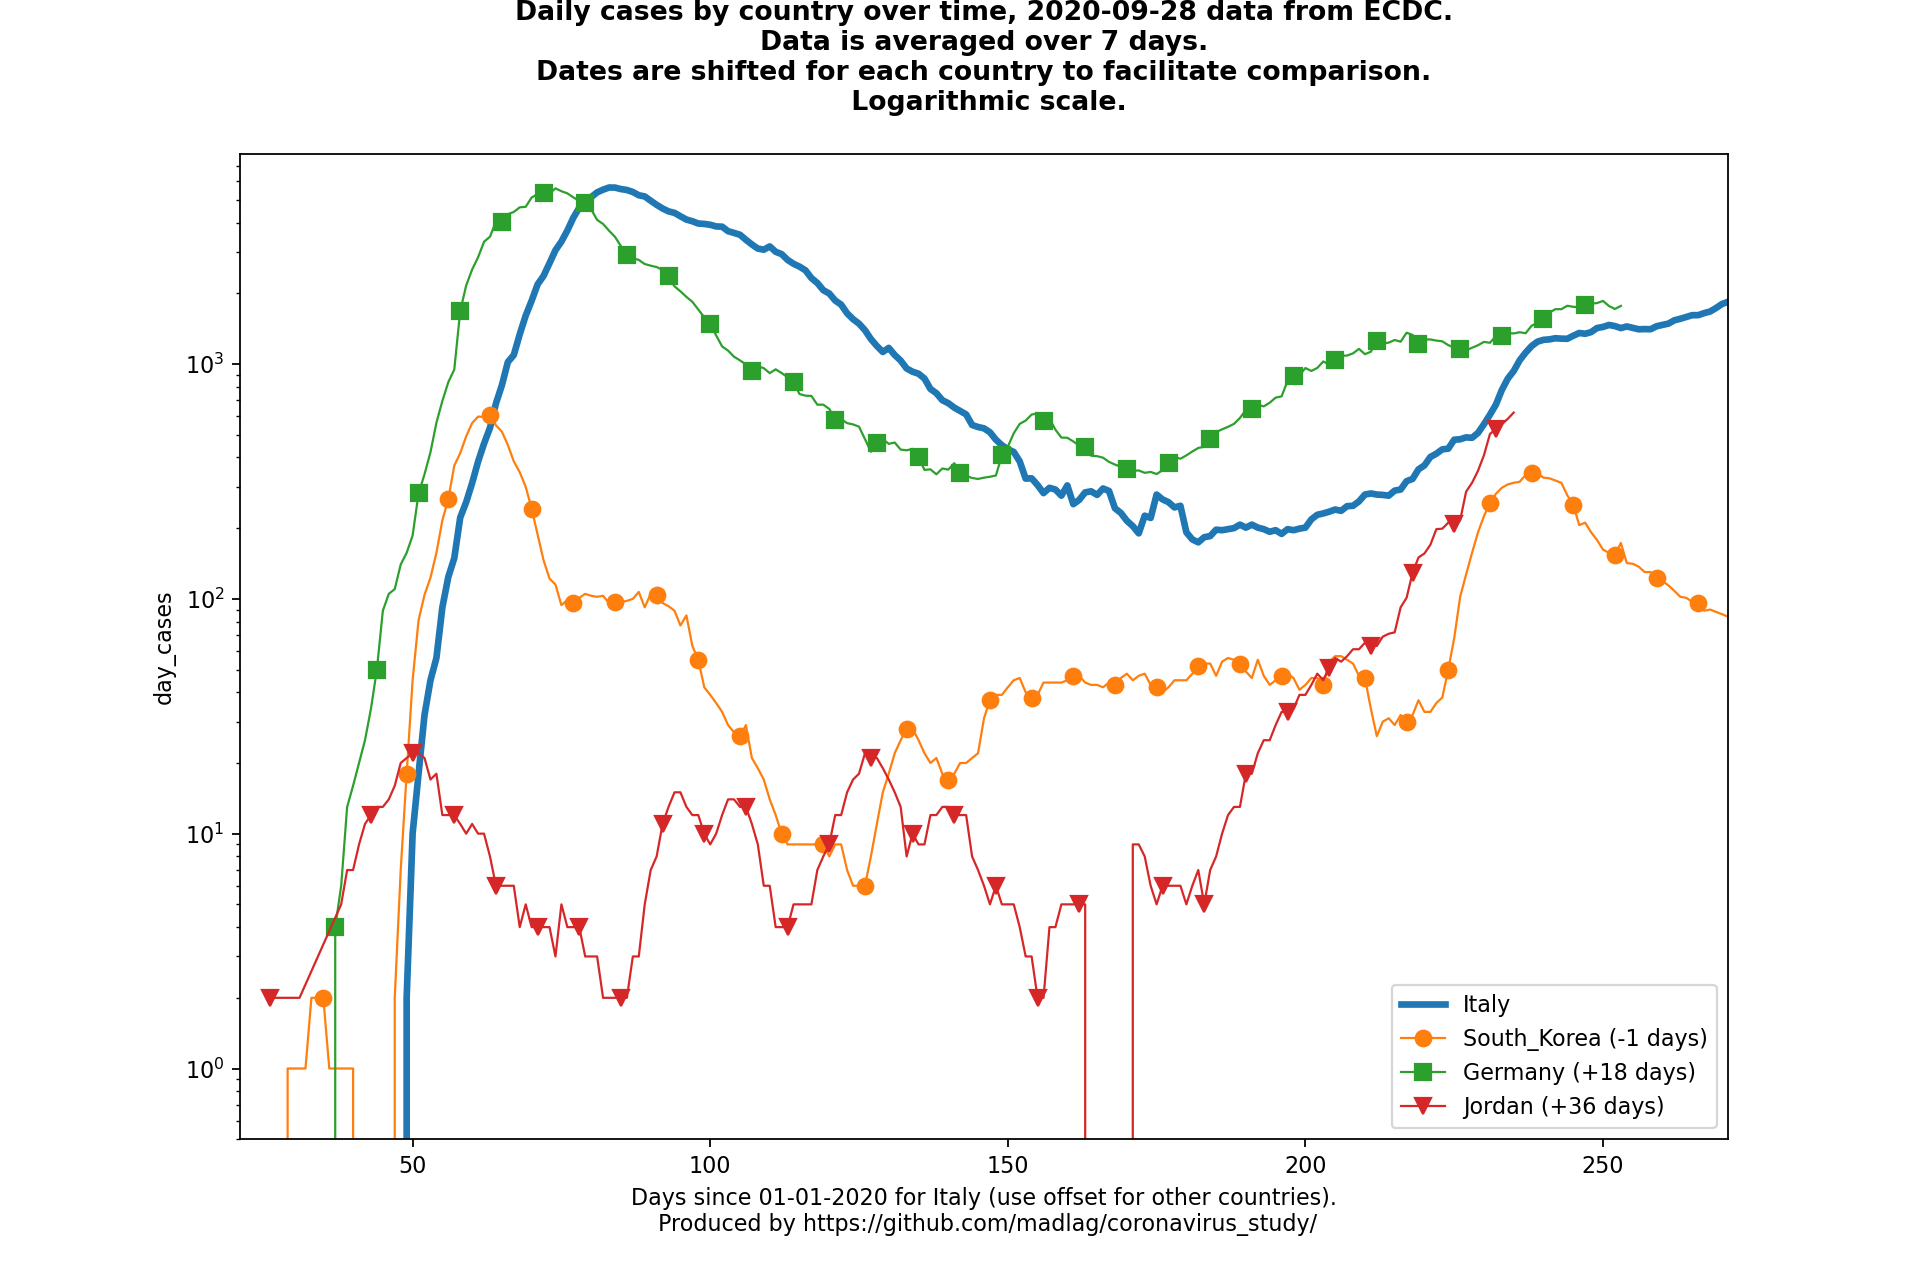 Daily cases by country over time, 2020-09-28 data from ECDC.
Data is averaged over 7 days.
Dates are shifted for each country to facilitate comparison.
Logarithmic scale.
day_cases
10³
10²
10¹
10⁰
50 100 150 200 250
Italy
South_Korea (-1 days)
Germany (+18 days)
Jordan (+36 days)
Days since 01-01-2020 for Italy (use offset for other countries).
Produced by https://github.com/madlag/coronavirus_study/